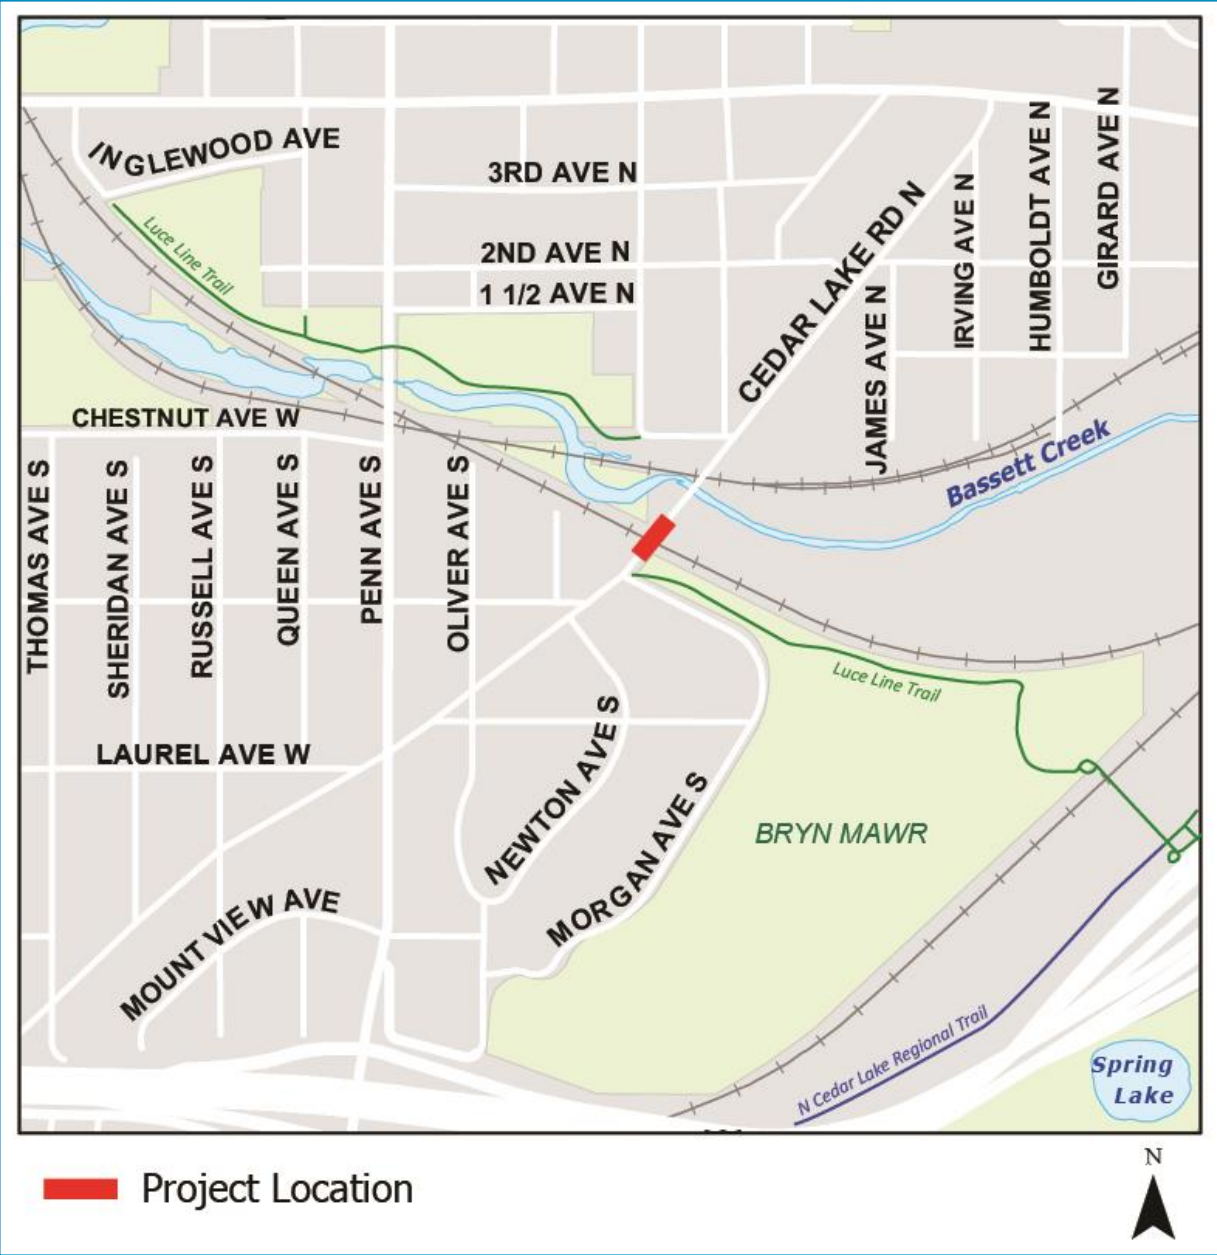 INGLEWOOD AVE
3RD AVE N
2ND AVE N
1 1/2 AVE N
CEDAR LAKE RD N
JAMES AVE N
IRVING AVE N
HUMBOLDT AVE N
GIRARD AVE N
Luce Line Trail
CHESTNUT AVE W
Bassett Creek
THOMAS AVE S
SHERIDAN AVE S
RUSSELL AVE S
QUEEN AVE S
PENN AVE S
OLIVER AVE S
Luce Line Trail
LAUREL AVE W
NEWTON AVE S
MORGAN AVE S
BRYN MAWR
MOUNT VIEW AVE
N Cedar Lake Regional Trail
Spring
Lake
Project Location
N